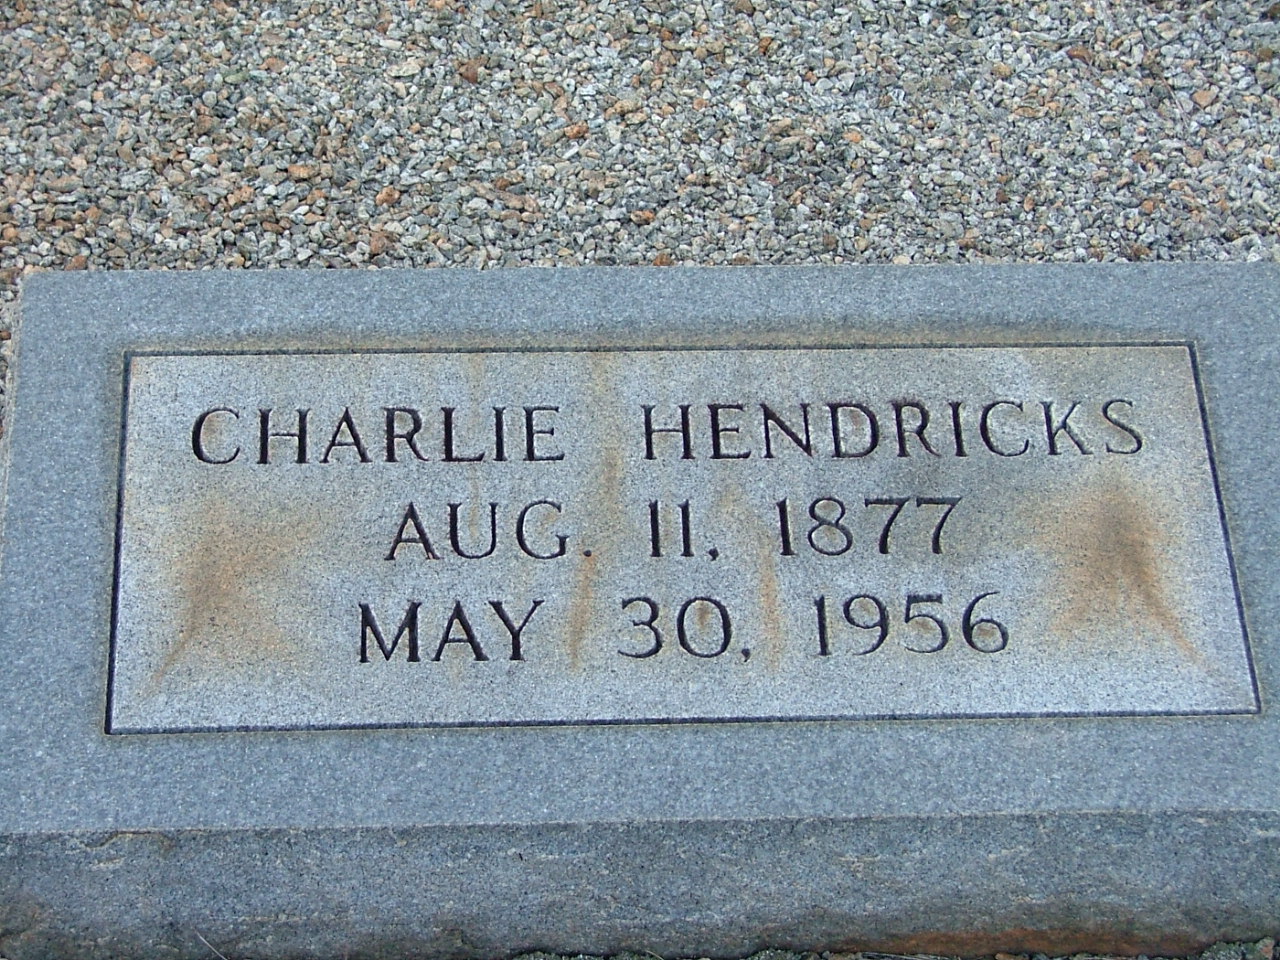 CHARLIE HENDRICKS
AUG. 11, 1877
MAY 30, 1956